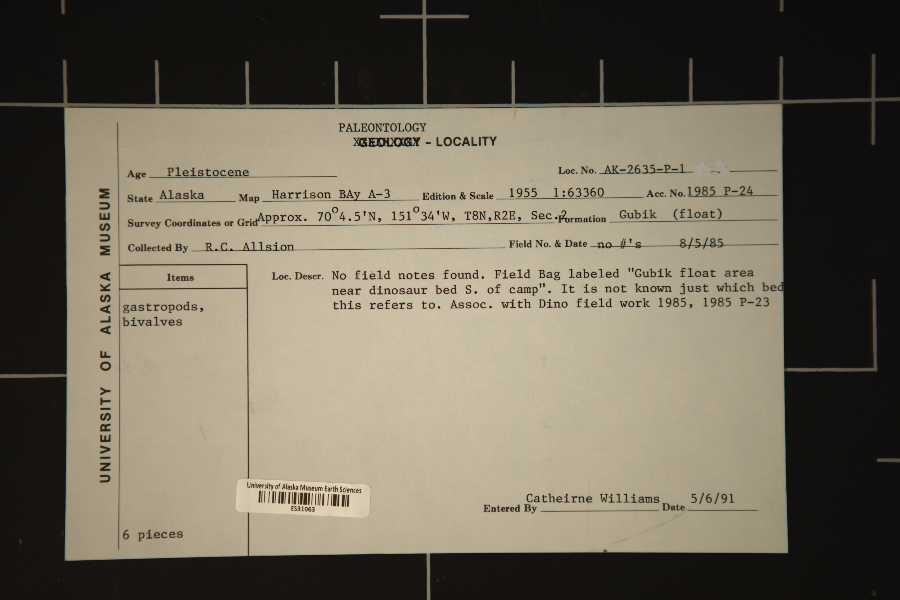 PALEONTOLOGY
GEOLOGY - LOCALITY
Age Pleistocene
Loc. No. AK-2635-P-1
State Alaska Map Harrison BAy A-3 Edition & Scale 1955 1:63360 Acc. No. 1985 P-24
Survey Coordinates or Grid Approx. 70°4.5'N, 151°34'W, T8N,R2E, Sec.2 Formation Gubik (float)
Collected By R.C. Allsion Field No. & Date no #'s 8/5/85
Items
gastropods,
bivalves
6 pieces
Loc. Descr. No field notes found. Field Bag labeled "Gubik float area
near dinosaur bed S. of camp". It is not known just which bed
this refers to. Assoc. with Dino field work 1985, 1985 P-23
UNIVERSITY OF ALASKA MUSEUM
University of Alaska Museum Earth Sciences
ES31063
Entered By Catheirne Williams Date 5/6/91